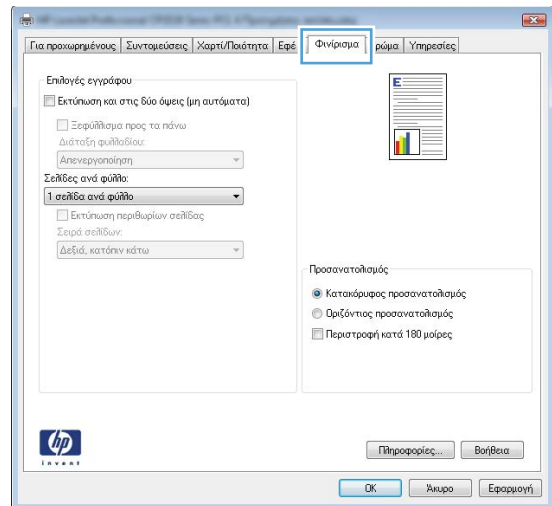 Για προχωρημένους Συντομεύσεις Χαρτί/Ποιότητα Εφέ Φινίρισμα ρώμα Υπηρεσίες
Επιλογές εγγράφου
Εκτύπωση και στις δύο όψεις (μη αυτόματα)
Ξεφύλλισμα προς τα πάνω
Διάταξη φυλλαδίου:
Απενεργοποίηση
Σελίδες ανά φύλλο:
1 σελίδα ανά φύλλο
Εκτύπωση περιθωρίων σελίδας
Σειρά σελίδων:
Δεξιά, κατόπιν κάτω
E
Προσανατολισμός
Κατακόρυφος προσανατολισμός
Οριζόντιος προσανατολισμός
Περιστροφή κατά 180 μοίρες
hp
invent
Πληροφορίες... Βοήθεια
OK Άκυρο Εφαρμογή